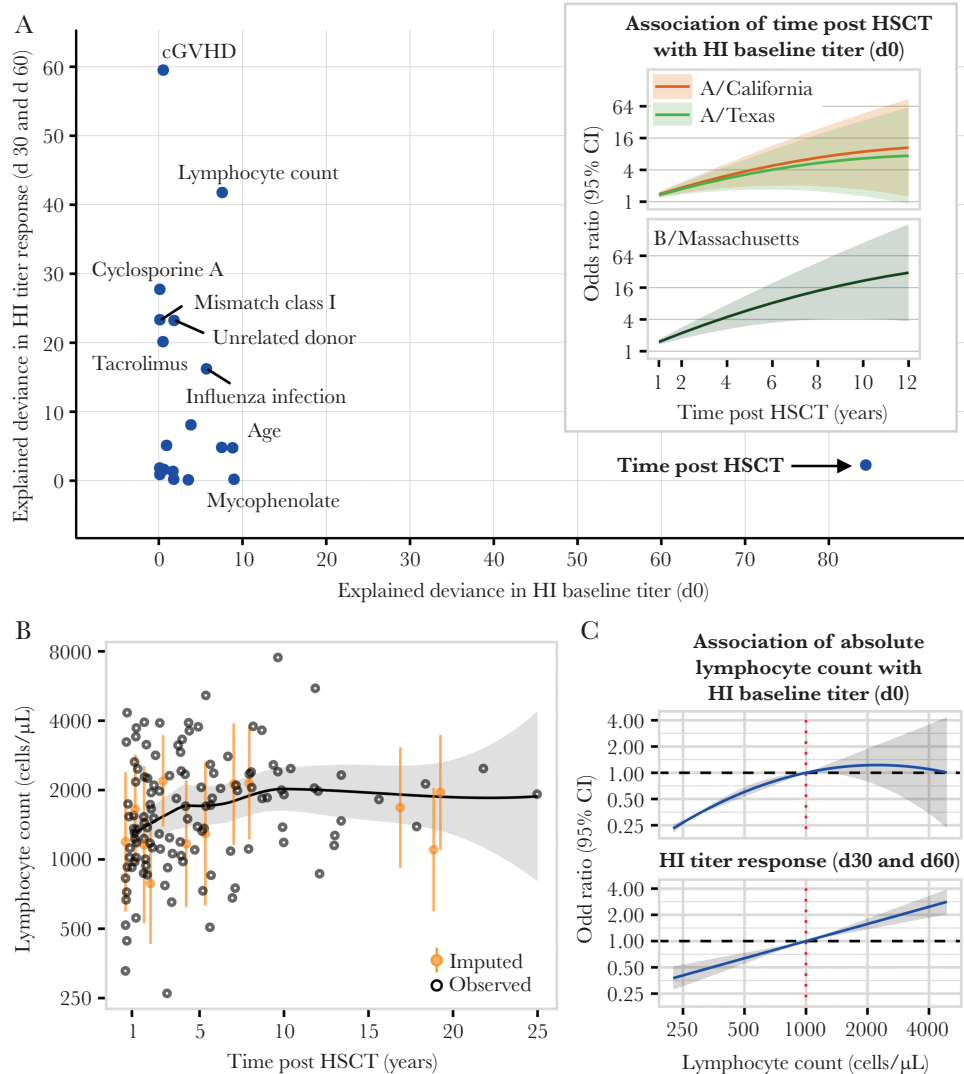 A
Explained deviance in HI titer response (d 30 and d 60)
60
50
40
30
20
10
0
cGVHD
Lymphocyte count
Cyclosporine A
Mismatch class I
Unrelated donor
Tacrolimus
Influenza infection
Age
Mycophenolate
Time post HSCT
0
10
20
30
40
50
60
70
80
Explained deviance in HI baseline titer (d0)
Association of time post HSCT
with HI baseline titer (d0)
A/California
A/Texas
64
16
4
1
B/Massachusetts
64
16
4
1
Odds ratio (95% CI)
1
2
4
6
8
10
12
Time post HSCT (years)
B
Lymphocyte count (cells/μL)
8000
4000
2000
1000
500
250
Imputed
Observed
1
5
10
15
20
25
Time post HSCT (years)
C
Association of absolute
lymphocyte count with
HI baseline titer (d0)
4.00
2.00
1.00
0.50
0.25
Odd ratio (95% CI)
HI titer response (d30 and d60)
4.00
2.00
1.00
0.50
0.25
250
500
1000
2000
4000
Lymphocyte count (cells/μL)